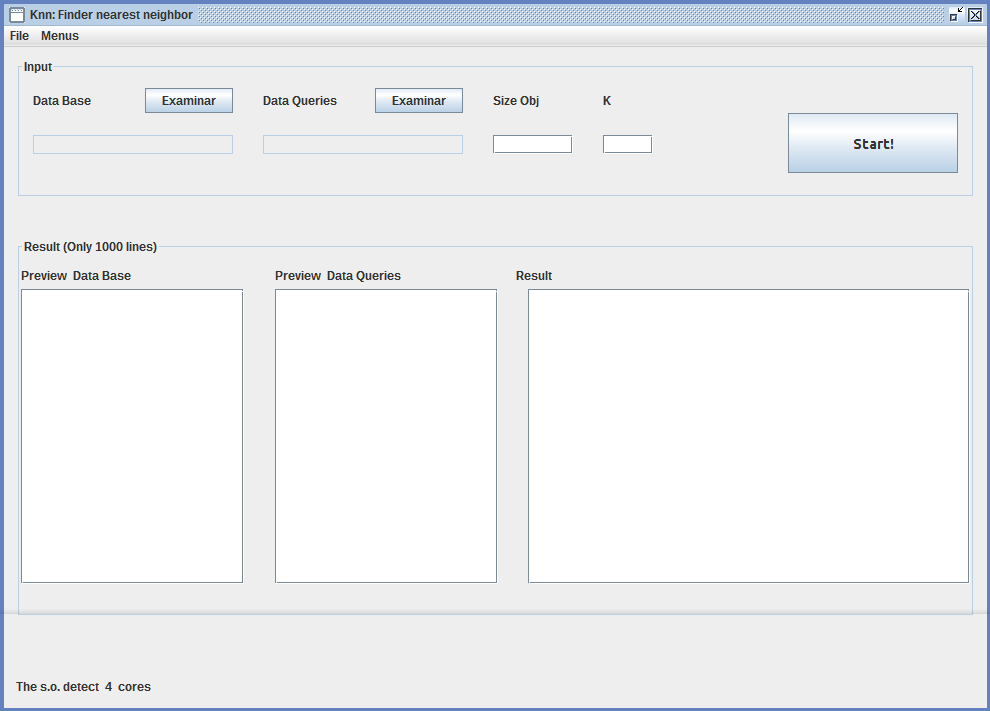 Knn: Finder nearest neighbor
File Menus
Input
Data Base Examinar Data Queries Examinar Size Obj K
Start!
Result (Only 1000 lines)
Preview Data Base Preview Data Queries Result
The s.o. detect 4 cores